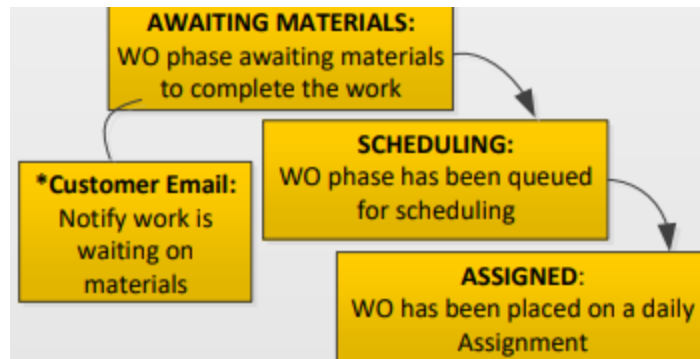 AWAITING MATERIALS:
WO phase awaiting materials
to complete the work
SCHEDULING:
WO phase has been queued
for scheduling
*Customer Email:
Notify work is
waiting on
materials
ASSIGNED:
WO has been placed on a daily
Assignment